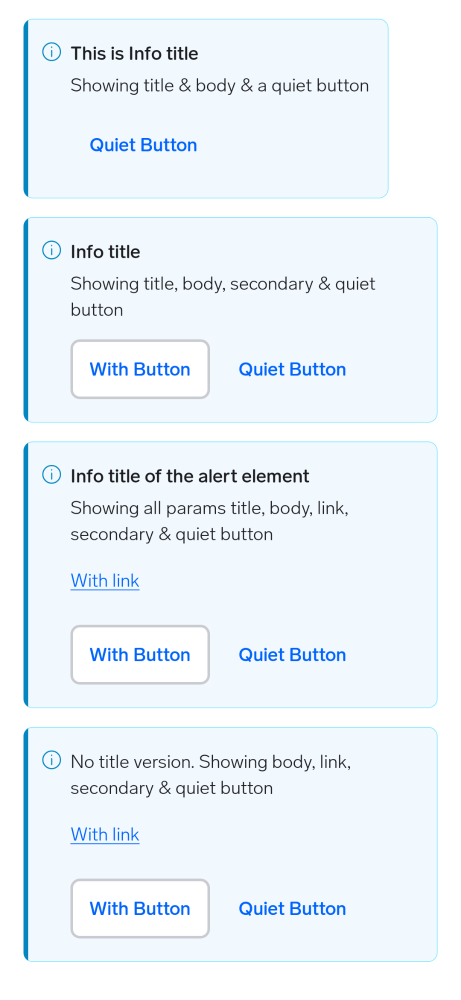 This is Info title
Showing title & body & a quiet button
Quiet Button
Info title
Showing title, body, secondary & quiet
button
With Button
Quiet Button
Info title of the alert element
Showing all params title, body, link,
secondary & quiet button
With link
With Button
Quiet Button
No title version. Showing body, link,
secondary & quiet button
With link
With Button
Quiet Button